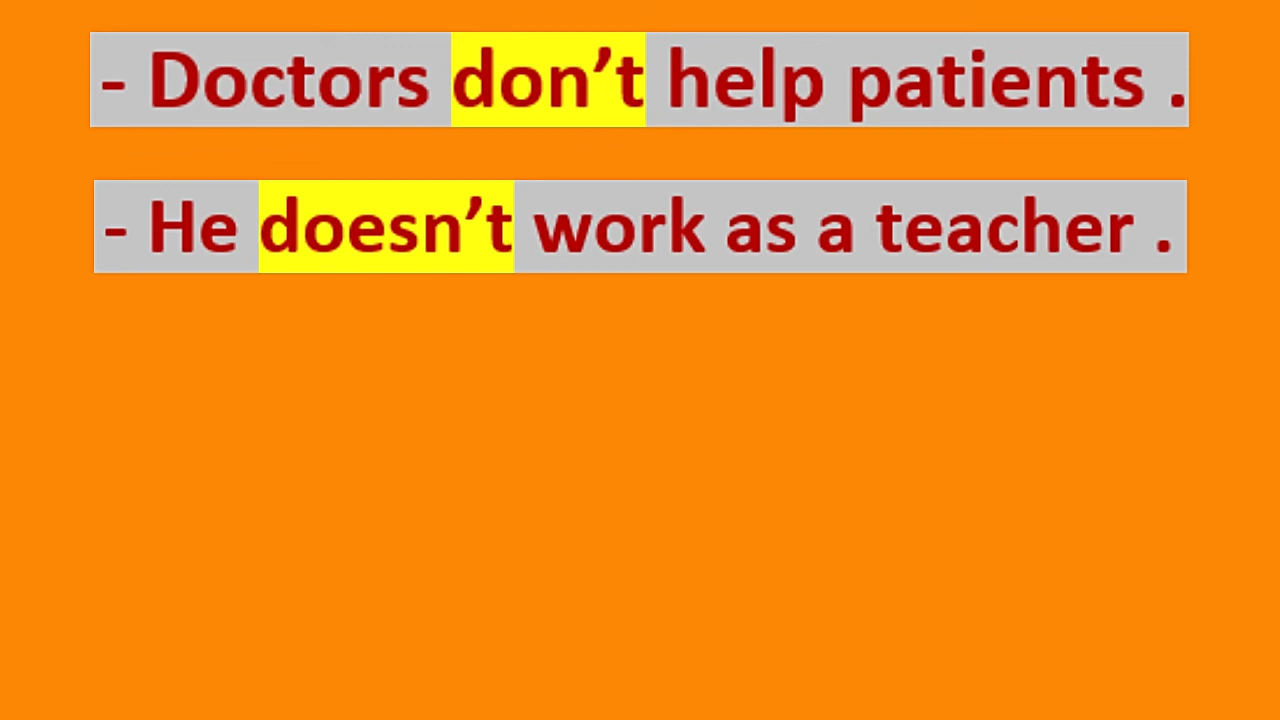 - Doctors don’t help patients .
- He doesn’t work as a teacher .